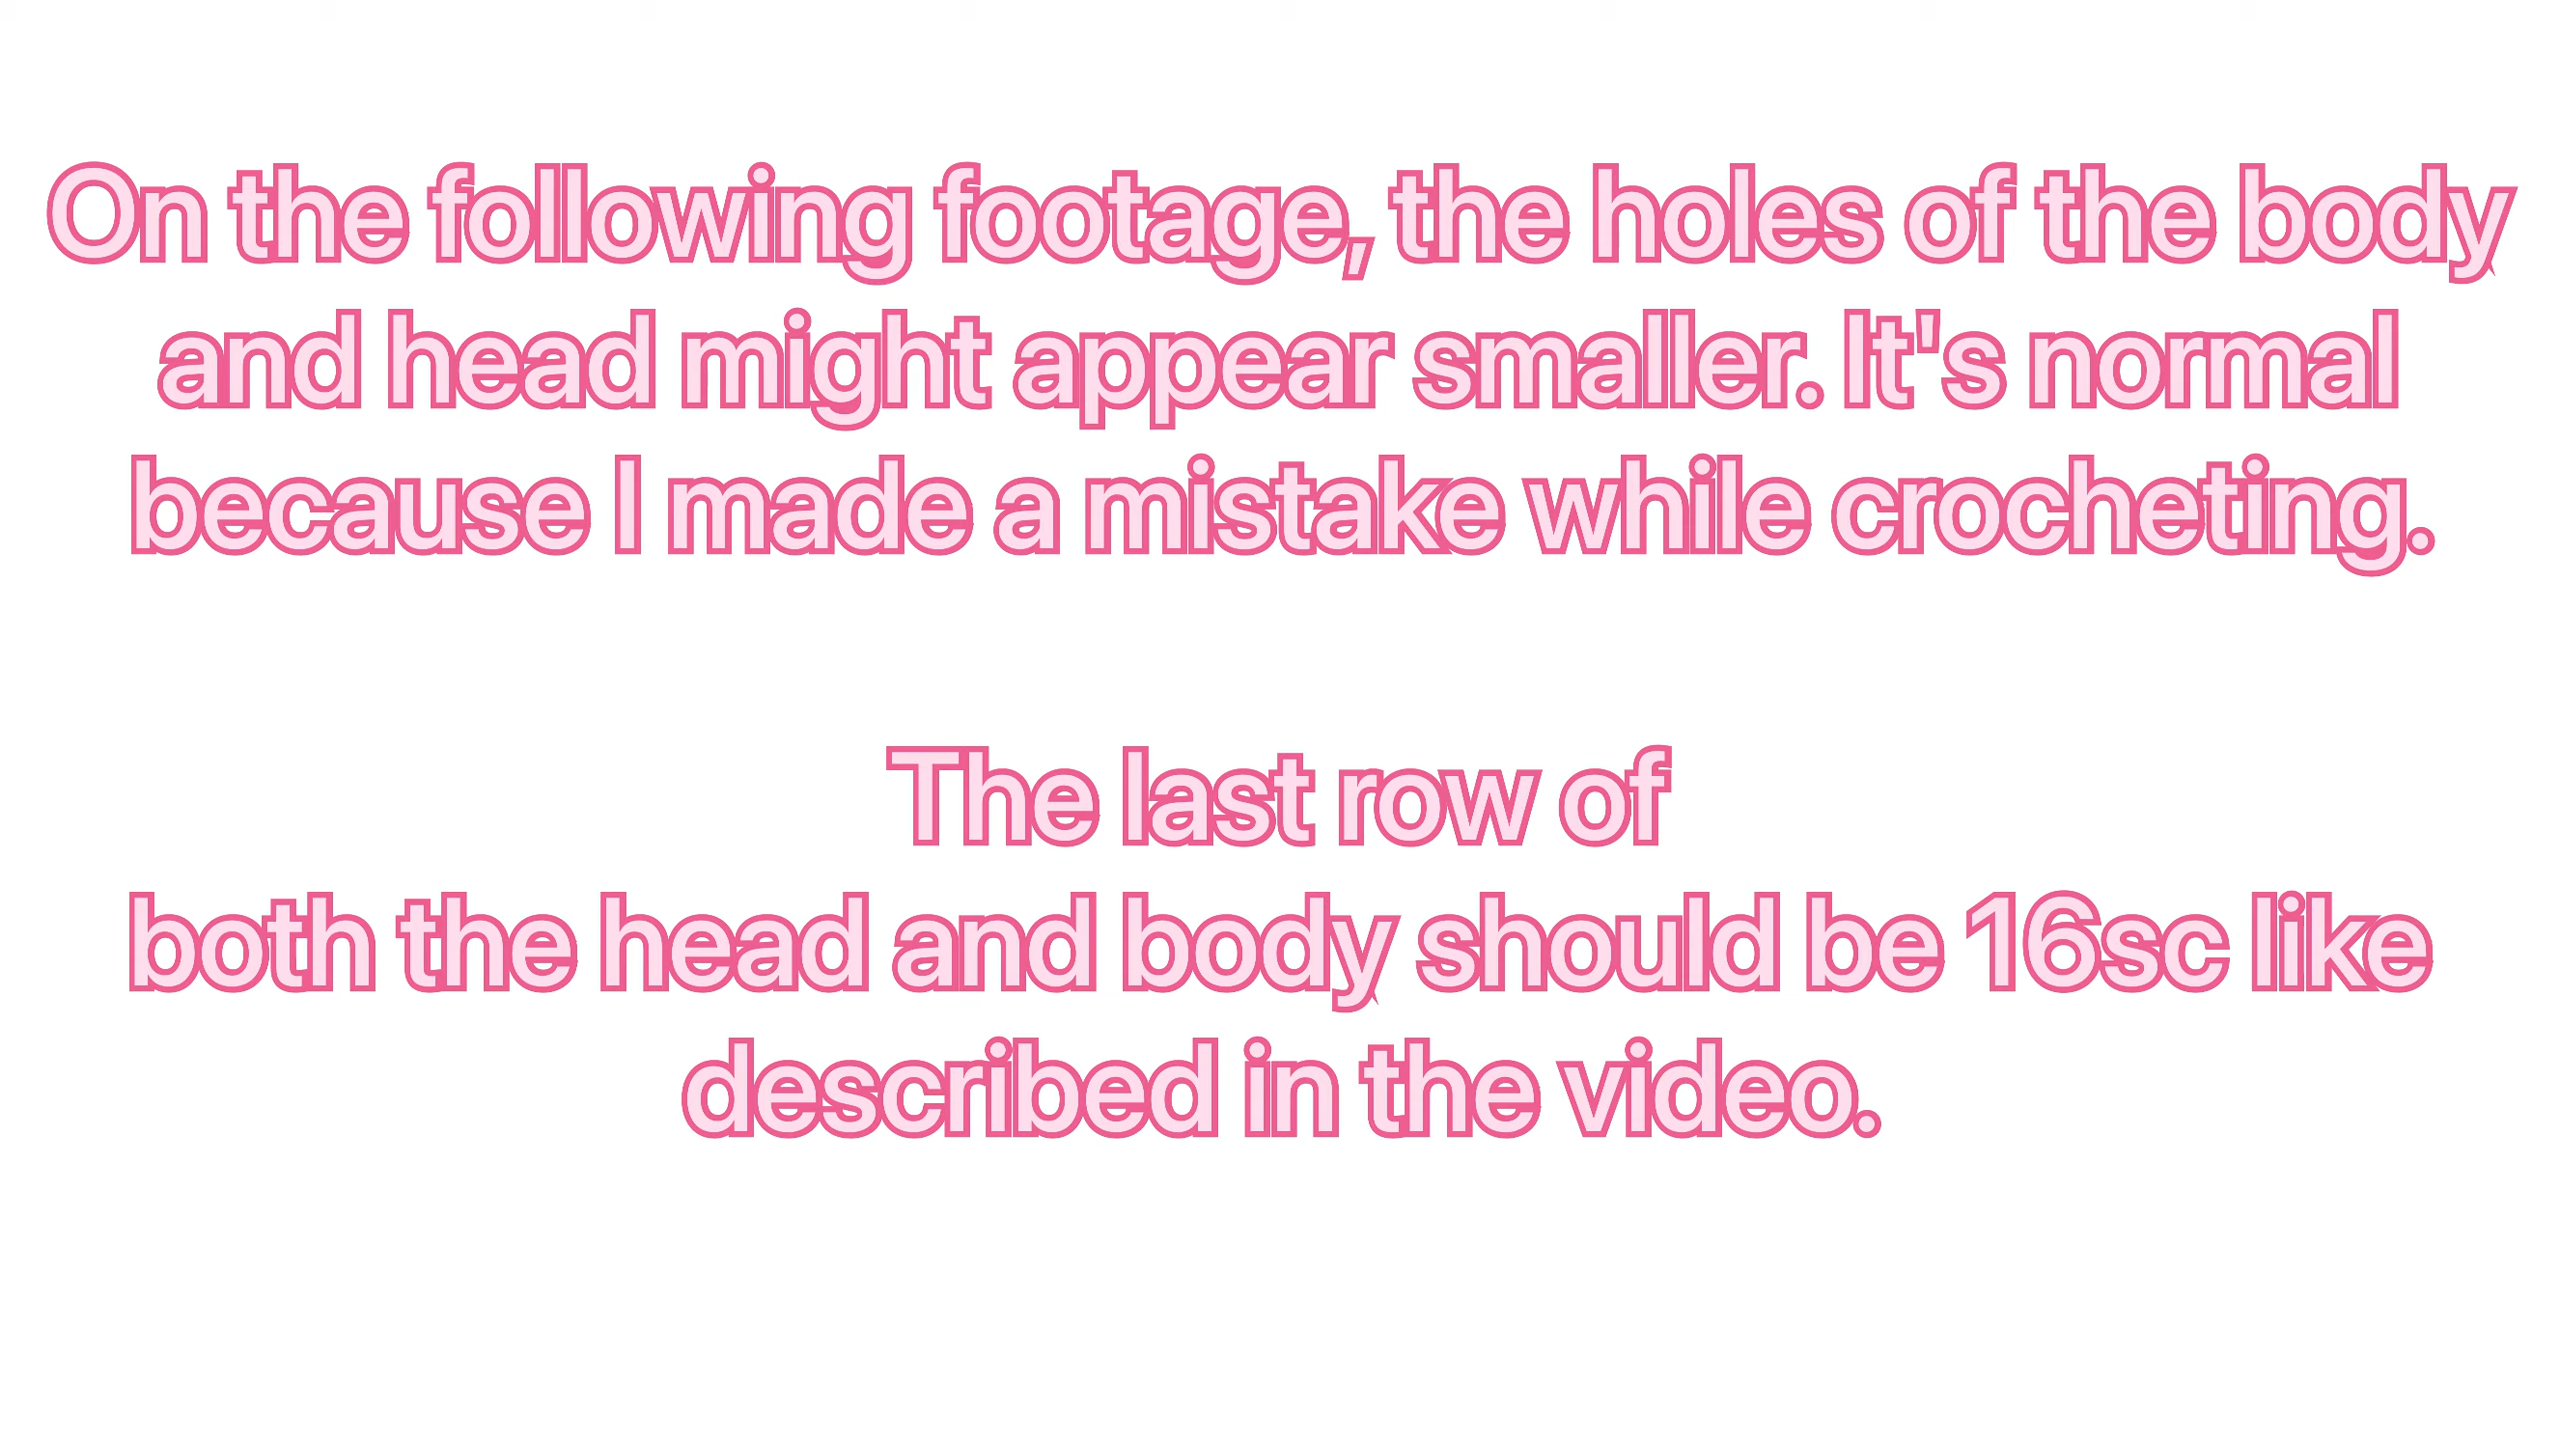 On the following footage, the holes of the body
and head might appear smaller. It's normal
because I made a mistake while crocheting.
The last row of
both the head and body should be 16sc like
described in the video.